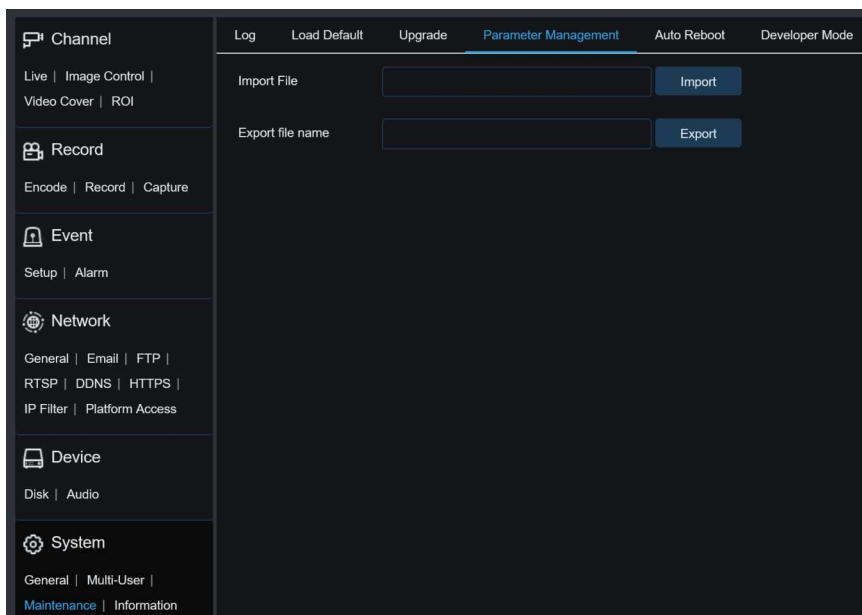 Channel
Live | Image Control |
Video Cover | ROI
Record
Encode | Record | Capture
Event
Setup | Alarm
Network
General | Email | FTP |
RTSP | DDNS | HTTPS |
IP Filter | Platform Access
Device
Disk | Audio
System
General | Multi-User |
Maintenance | Information
Log Load Default Upgrade Parameter Management Auto Reboot Developer Mode
Import File Import
Export file name Export